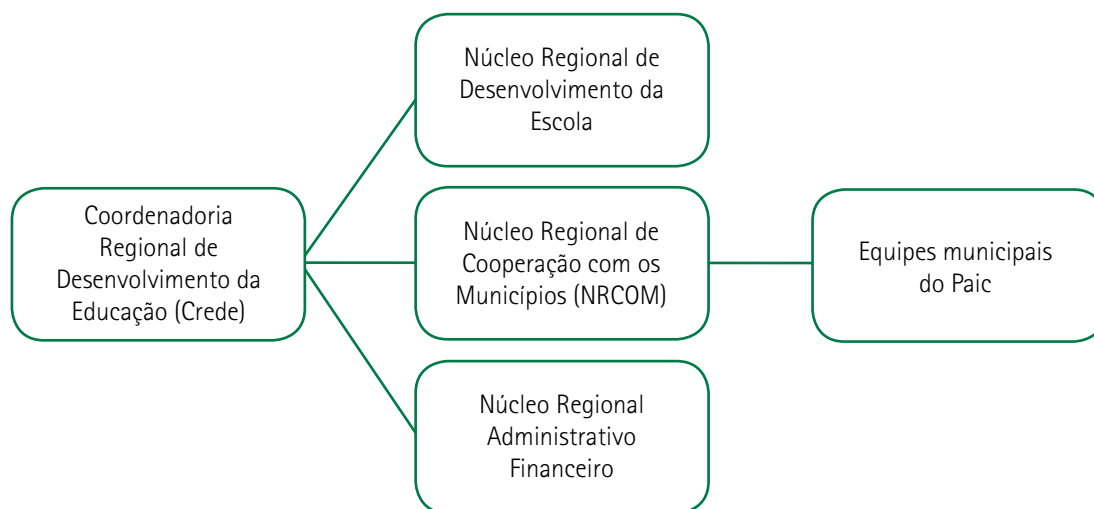 Coordenadoria
Regional de
Desenvolvimento da
Educação (Crede)
Núcleo Regional de
Desenvolvimento da
Escola
Núcleo Regional de
Cooperação com os
Municípios (NRCOM)
Núcleo Regional
Administrativo
Financeiro
Equipes municipais
do Paic